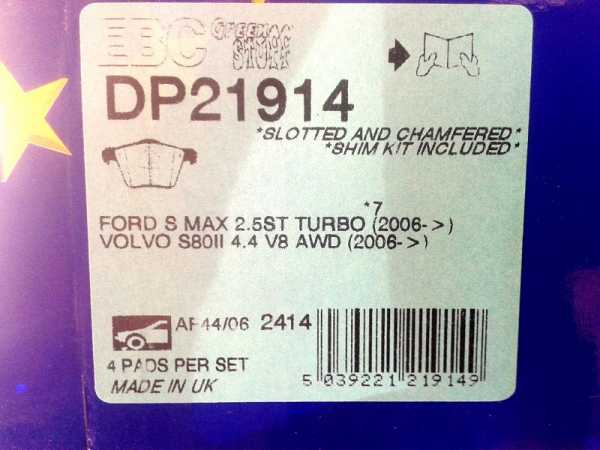 EBC GREENMAN STUFF
DP21914
*SLOTTED AND CHAMFERED*
*SHIM KIT INCLUDED*
*7
FORD S MAX 2.5ST TURBO (2006->)
VOLVO S80II 4.4 V8 AWD (2006->)
AF44/06 2414
4 PADS PER SET
MADE IN UK
5 039221 219149